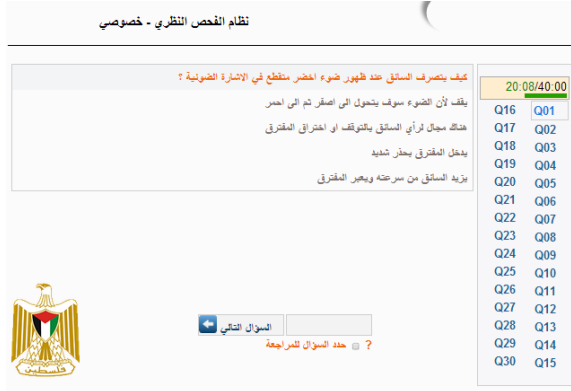 نظام الفحص النظري - خصوصي
كيف يتصرف السائق عند ظهور ضوء اخضر متقطع في الاشارة الضوئية ؟
يقف لأن الضوء سوف يتحول الى اصفر ثم الى احمر
هناك مجال لرأي السائق بالتوقف او اختراق المفترق
يدخل المفترق بحذر شديد
يزيد السائق من سرعته ويعبر المفترق
20:08/40:00
Q01 Q16
Q02 Q17
Q03 Q18
Q04 Q19
Q05 Q20
Q06 Q21
Q07 Q22
Q08 Q23
Q09 Q24
Q10 Q25
Q11 Q26
Q12 Q27
Q13 Q28
Q14 Q29
Q15 Q30
السؤال التالي
حدد السؤال للمراجعة ?
فلسطين